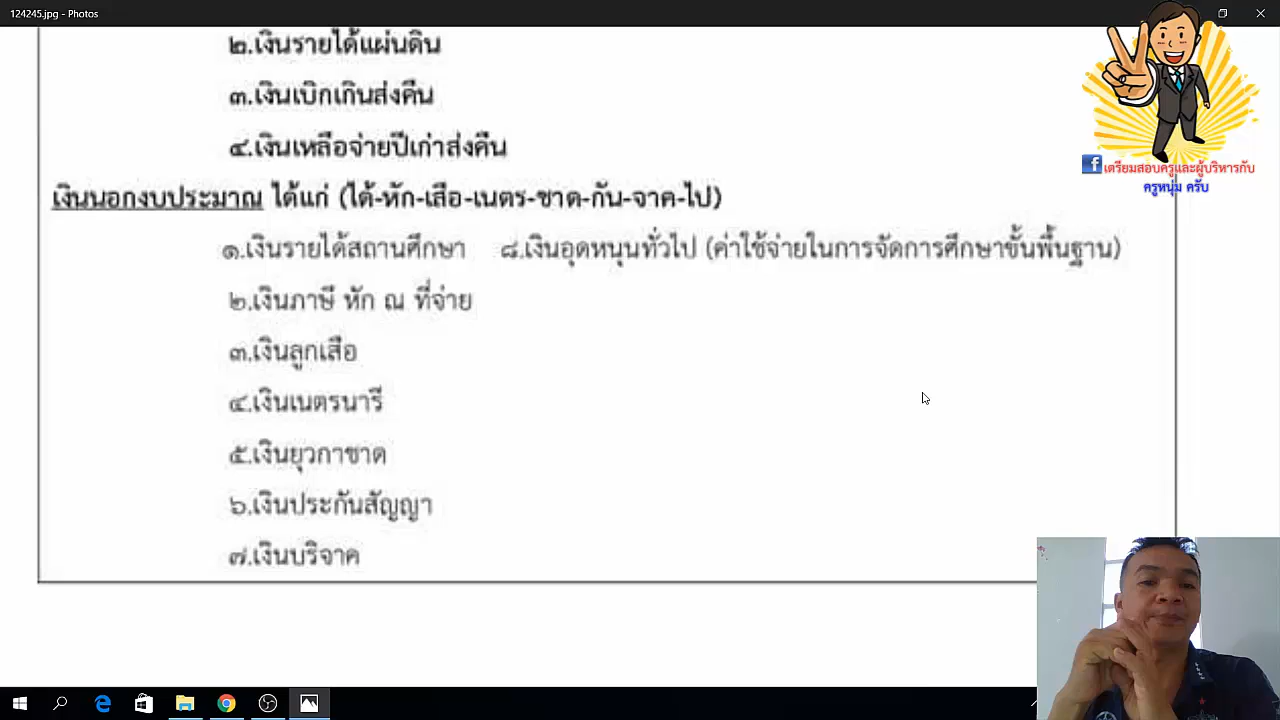 124245.jpg - Photos
๒.เงินรายได้แผ่นดิน
๓.เงินเบิกเกินส่งคืน
๔.เงินเหลือจ่ายปีเก่าส่งคืน
เงินนอกงบประมาณ ได้แก่ (ได้-หัก-เสือ-เนตร-ชาด-กัน-จาค-ไป)
๑.เงินรายได้สถานศึกษา ๘.เงินอุดหนุนทั่วไป (ค่าใช้จ่ายในการจัดการศึกษาขั้นพื้นฐาน)
๒.เงินภาษี หัก ณ ที่จ่าย
๓.เงินลูกเสือ
๔.เงินเนตรนารี
๕.เงินยุวกาชาด
๖.เงินประกันสัญญา
๗.เงินบริจาค
f เตรียมสอบครูและผู้บริหารกับ
ครูหนุ่ม ครับ